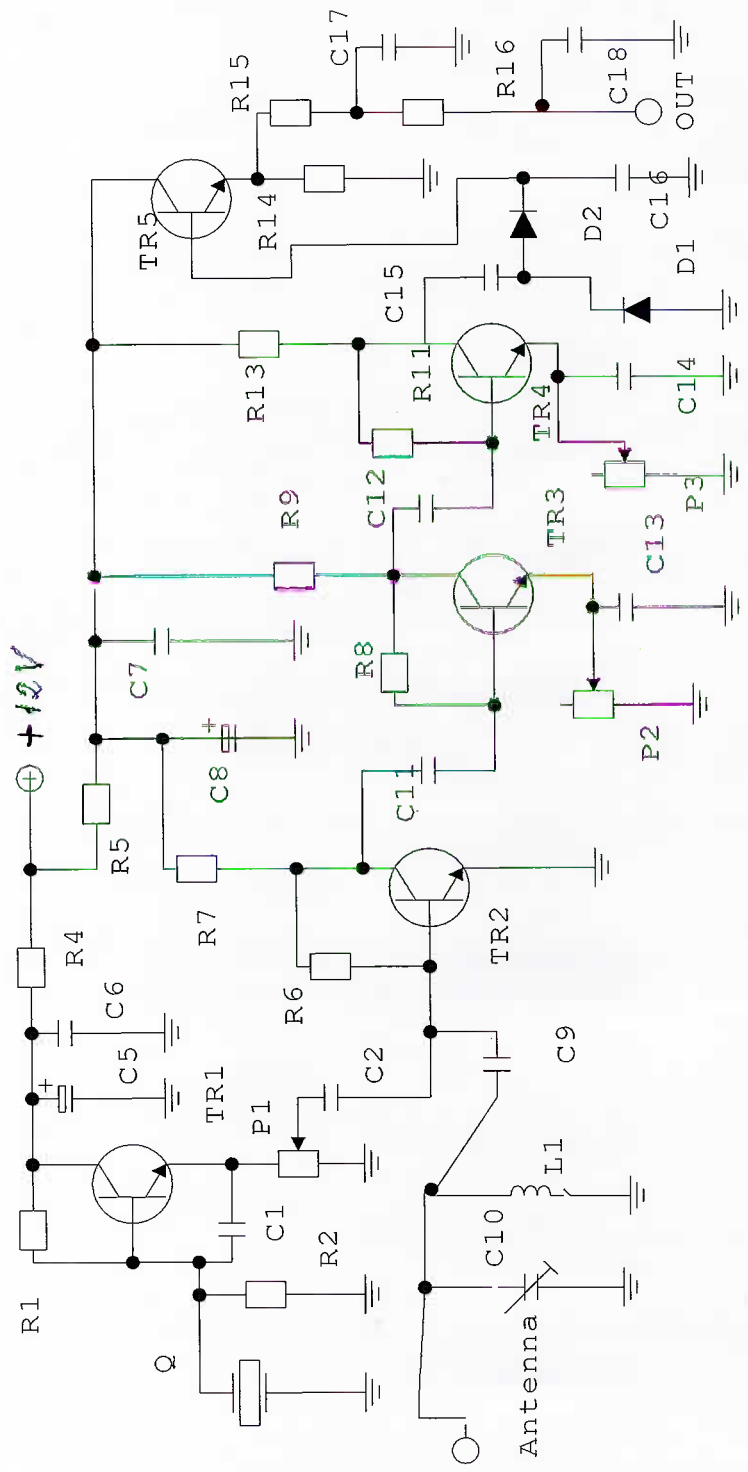 +12V
R1
Q
R2
C1
C5
C6
TR1
P1
R4
R5
C2
R6
R7
C8
C7
C9
L1
C10
Antenna
TR2
C11
R8
R9
TR3
P2
C13
C12
R13
R11
TR4
P3
C14
C15
D1
D2
C16
TR5
R14
R15
C17
R16
C18
OUT